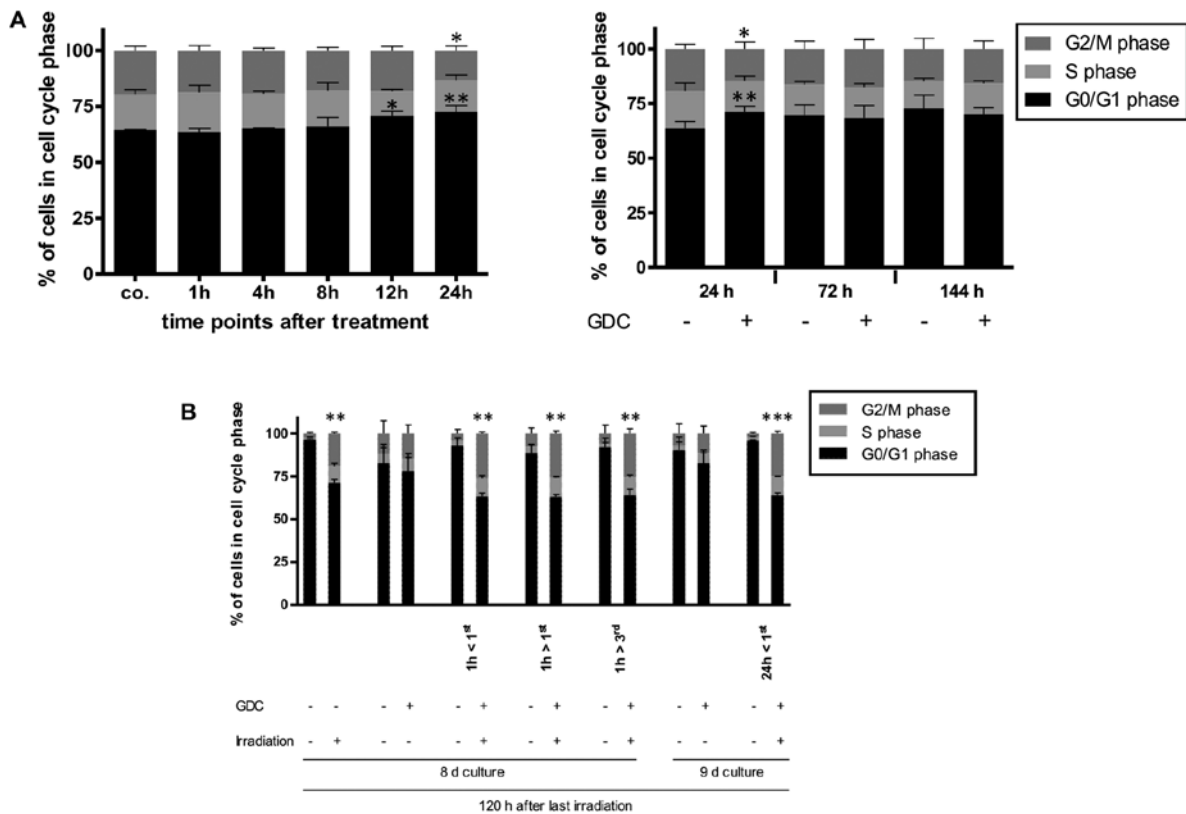 A
% of cells in cell cycle phase
100
75
50
25
0
*
*
**
co. 1h 4h 8h 12h 24h
time points after treatment
% of cells in cell cycle phase
100
75
50
25
0
*
**
24 h 72 h 144 h
GDC - + - + - +
G2/M phase
S phase
G0/G1 phase
B
% of cells in cell cycle phase
100
75
50
25
0
** ** ** ** ***
G2/M phase
S phase
G0/G1 phase
1h < 1st
1h > 1st
1h > 3rd
24h < 1st
GDC - - - + - + - + - + - + - +
Irradiation - + - - - + - + - + - - - +
8 d culture 9 d culture
120 h after last irradiation